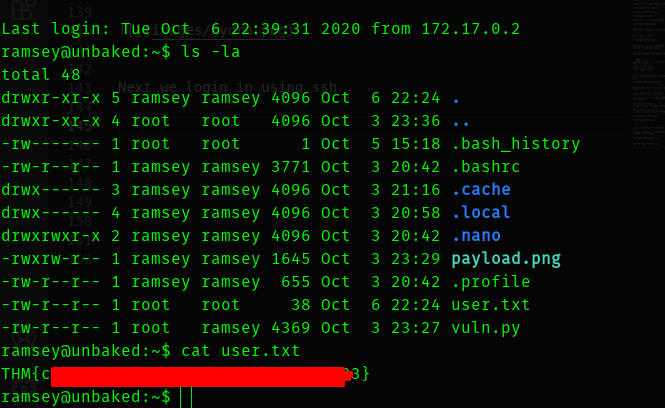 Last login: Tue Oct  6 22:39:31 2020 from 172.17.0.2
ramsey@unbaked:~$ ls -la
total 48
Next we login in using ssh .
drwxr-xr-x 5 ramsey ramsey 4096 Oct  6 22:24 .
drwxr-xr-x 4 root   root   4096 Oct  3 23:36 ..
-rw------- 1 root   root      1 Oct  5 15:18 .bash_history
-rw-r--r-- 1 ramsey ramsey 3771 Oct  3 20:42 .bashrc
drwx------ 3 ramsey ramsey 4096 Oct  3 21:16 .cache
drwx------ 4 ramsey ramsey 4096 Oct  3 20:58 .local
drwxrwxr-x 2 ramsey ramsey 4096 Oct  3 20:42 .nano
-rwxrw-r-- 1 ramsey ramsey 1645 Oct  3 23:29 payload.png
-rw-r--r-- 1 ramsey ramsey  655 Oct  3 20:42 .profile
-rw-r--r-- 1 root   root     38 Oct  6 22:24 user.txt
-rw-r--r-- 1 root   ramsey 4369 Oct  3 23:27 vuln.py
ramsey@unbaked:~$ cat user.txt
THM{c 3}
ramsey@unbaked:~$